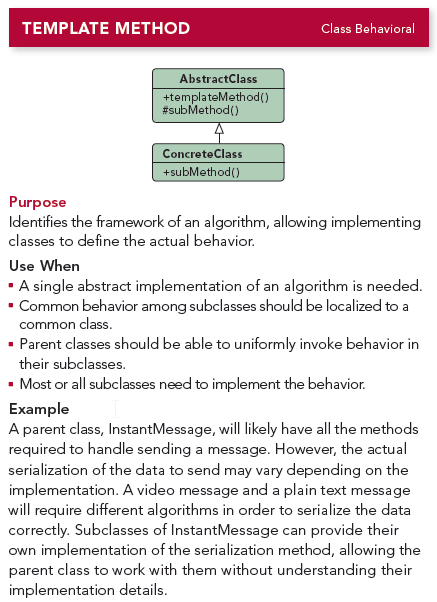 TEMPLATE METHOD
Class Behavioral
AbstractClass
+templateMethod()
#subMethod()
ConcreteClass
+subMethod()
Purpose
Identifies the framework of an algorithm, allowing implementing
classes to define the actual behavior.
Use When
▪ A single abstract implementation of an algorithm is needed.
▪ Common behavior among subclasses should be localized to a
common class.
▪ Parent classes should be able to uniformly invoke behavior in
their subclasses.
▪ Most or all subclasses need to implement the behavior.
Example
A parent class, InstantMessage, will likely have all the methods
required to handle sending a message. However, the actual
serialization of the data to send may vary depending on the
implementation. A video message and a plain text message
will require different algorithms in order to serialize the data
correctly. Subclasses of InstantMessage can provide their
own implementation of the serialization method, allowing the
parent class to work with them without understanding their
implementation details.